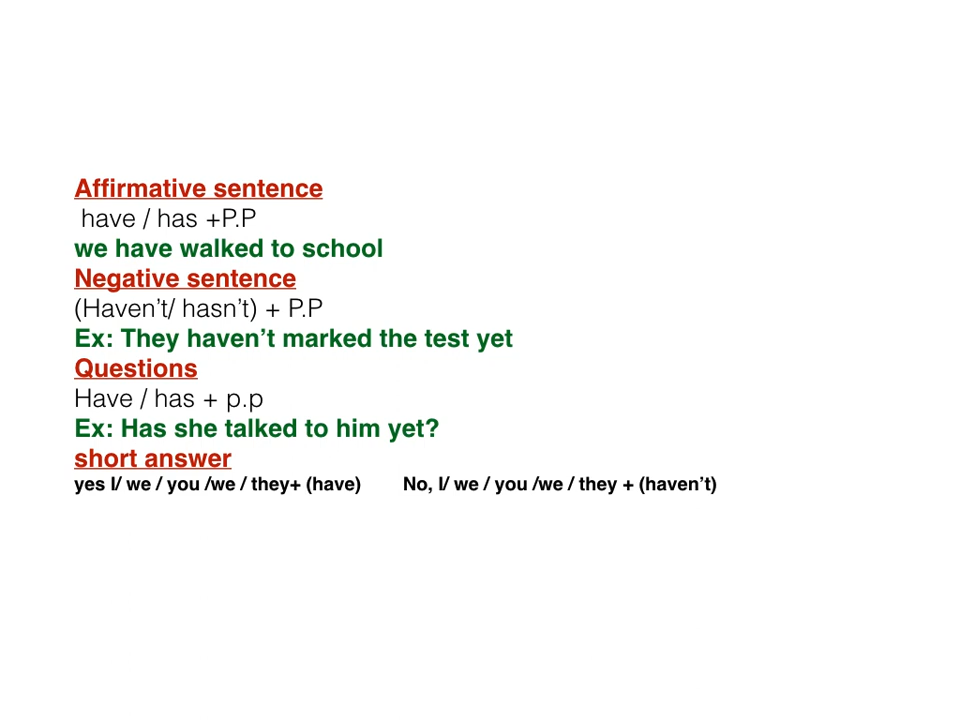 Affirmative sentence
have / has +P.P
we have walked to school
Negative sentence
(Haven’t/ hasn’t) + P.P
Ex: They haven’t marked the test yet
Questions
Have / has + p.p
Ex: Has she talked to him yet?
short answer
yes I/ we / you /we / they+ (have) No, I/ we / you /we / they + (haven’t)